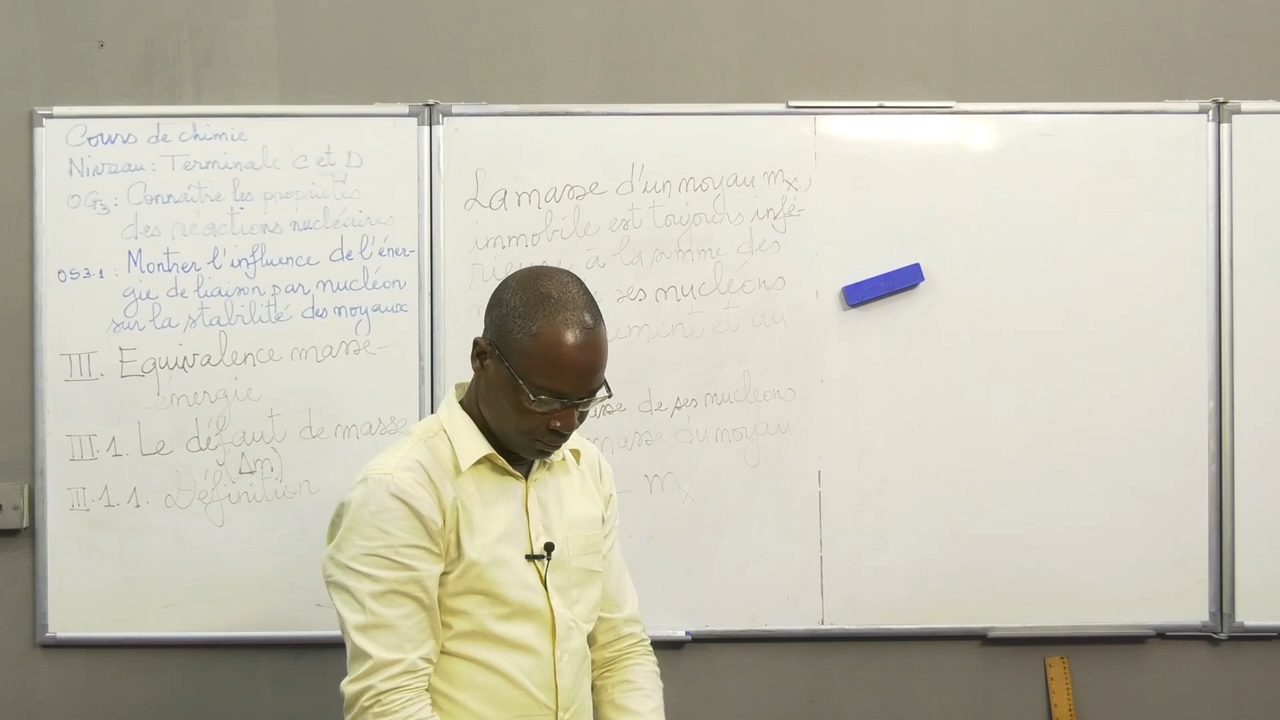 Cours de chimie
Niveau: Terminale C et D
OG3: Connaître les propriétés
des réactions nucléaires
OS3.1: Montrer l'influence de l'éner-
gie de liaison par nucléon
sur la stabilité des noyaux
III. Equivalence masse-
énergie
III.1. Le défaut de masse
(Δm)
III.1.1. Définition
La masse d'un noyau mX,
immobile est toujours infé-
rieure à la somme des
ses nucléons
ement et au
de ses nucléons
masse du noyau
- mX